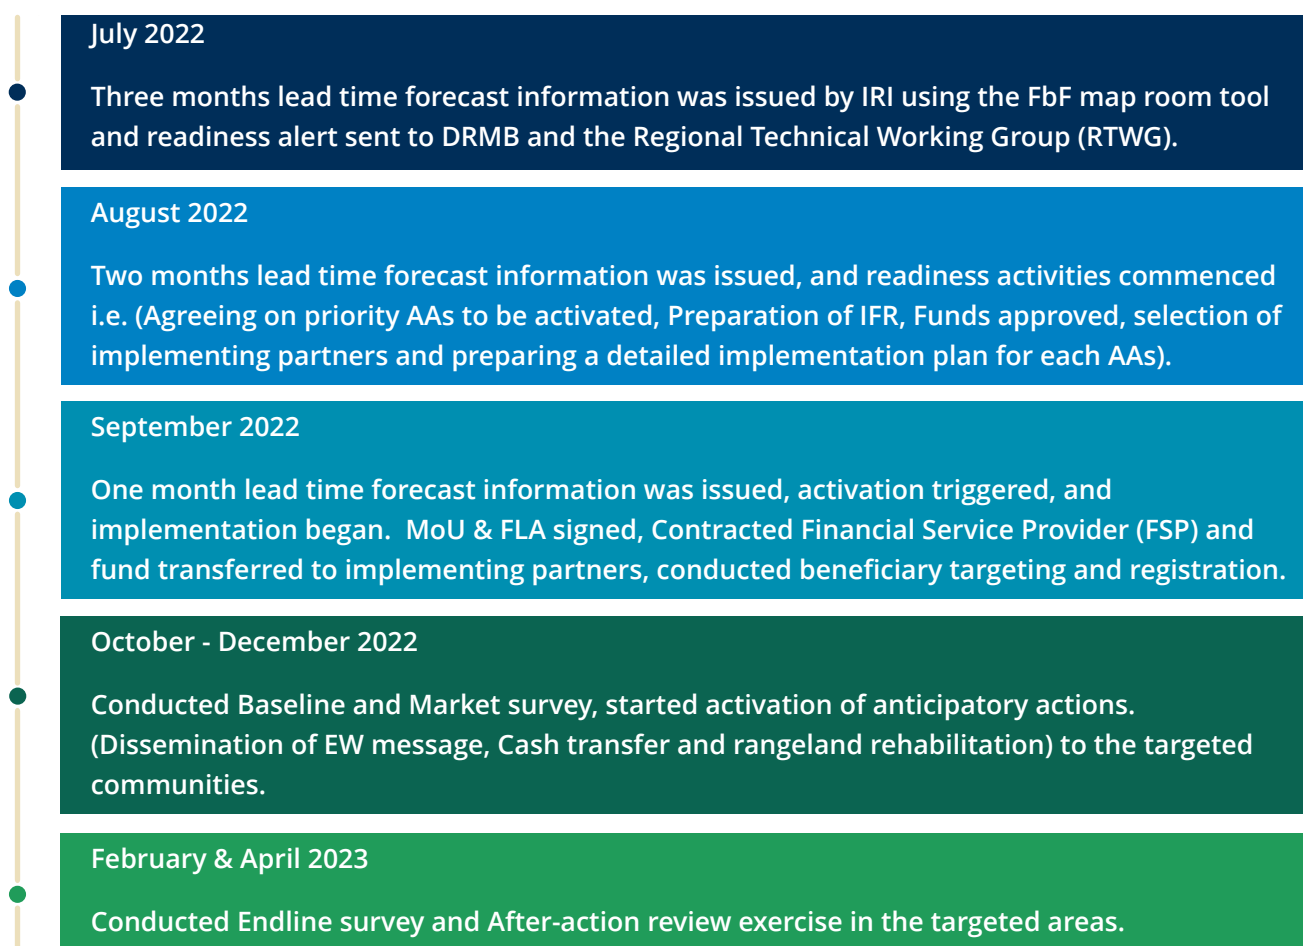 July 2022
Three months lead time forecast information was issued by IRI using the FbF map room tool
and readiness alert sent to DRMB and the Regional Technical Working Group (RTWG).
August 2022
Two months lead time forecast information was issued, and readiness activities commenced
i.e. (Agreeing on priority AAs to be activated, Preparation of IFR, Funds approved, selection of
implementing partners and preparing a detailed implementation plan for each AAs).
September 2022
One month lead time forecast information was issued, activation triggered, and
implementation began.  MoU & FLA signed, Contracted Financial Service Provider (FSP) and
fund transferred to implementing partners, conducted beneficiary targeting and registration.
October - December 2022
Conducted Baseline and Market survey, started activation of anticipatory actions.
(Dissemination of EW message, Cash transfer and rangeland rehabilitation) to the targeted
communities.
February & April 2023
Conducted Endline survey and After-action review exercise in the targeted areas.